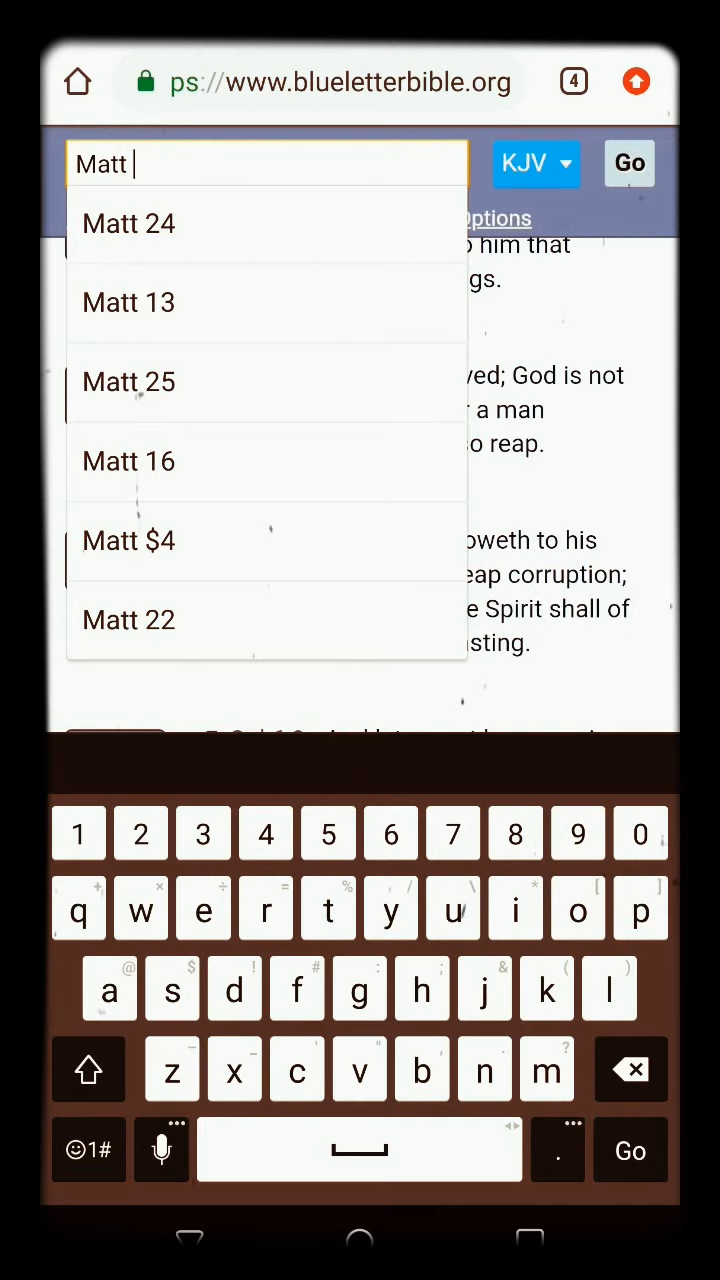 ps://www.blueletterbible.org 4
Matt KJV Go
Matt 24
Options
him that
gs.
Matt 13
Matt 25
ved; God is not
a man
so reap.
Matt 16
Matt $4
oweth to his
eap corruption;
Matt 22
e Spirit shall of
sting.
1 2 3 4 5 6 7 8 9 0
+ × ÷ = % / \ * [ ]
q w e r t y u i o p
@ $ ! # : ; & ( )
a s d f g h j k l
- _ ' " , . ?
z x c v b n m
1# . Go